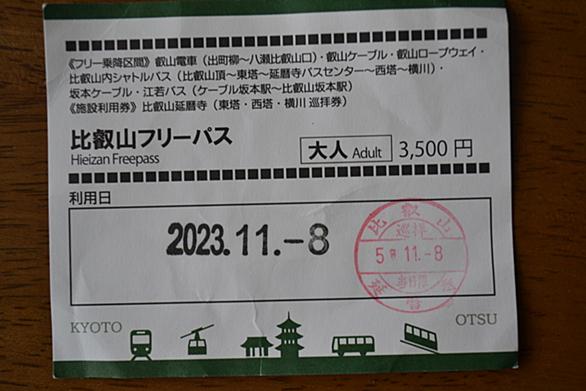 《フリー乗降区間》叡山電車（出町柳～八瀬比叡山口）・叡山ケーブル・叡山ロープウェイ・
比叡山内シャトルバス（比叡山頂～東塔～延暦寺バスセンター～西塔～横川）・
坂本ケーブル・江若バス（ケーブル坂本駅～比叡山坂本駅）
《施設利用券》比叡山延暦寺（東塔・西塔・横川 巡拝券）
比叡山フリーパス
Hieizan Freepass
大人 Adult 3,500 円
利用日
2023.11.-8
比叡山
巡拝
5 11.-8
KYOTO
OTSU